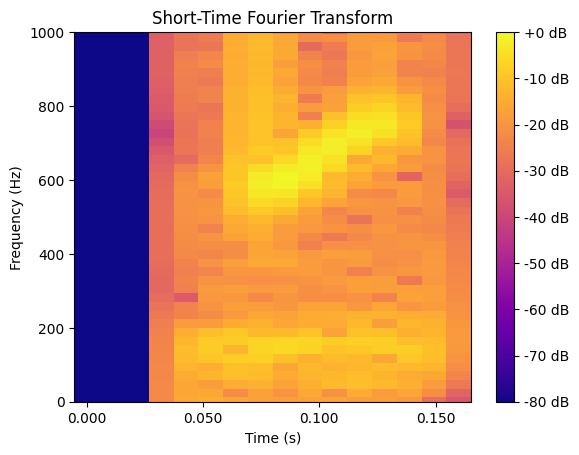 Short-Time Fourier Transform
1000
800
600
400
200
0
Frequency (Hz)
0.000
0.050
0.100
0.150
Time (s)
+0 dB
-10 dB
-20 dB
-30 dB
-40 dB
-50 dB
-60 dB
-70 dB
-80 dB